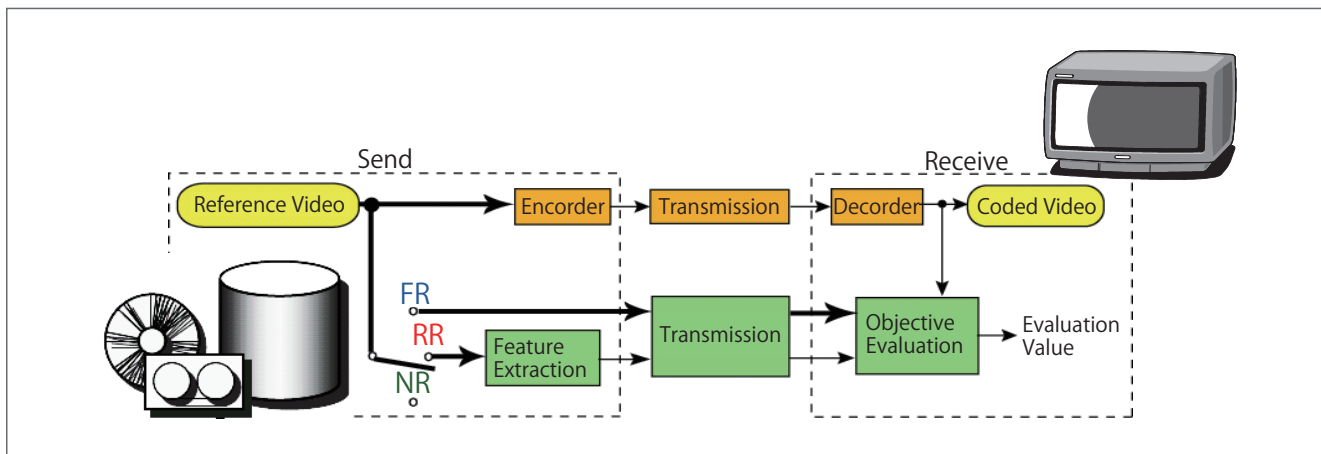 Send
Receive
Reference Video
Encorder
Transmission
Decorder
Coded Video
FR
RR
NR
Feature
Extraction
Transmission
Objective
Evaluation
Evaluation
Value